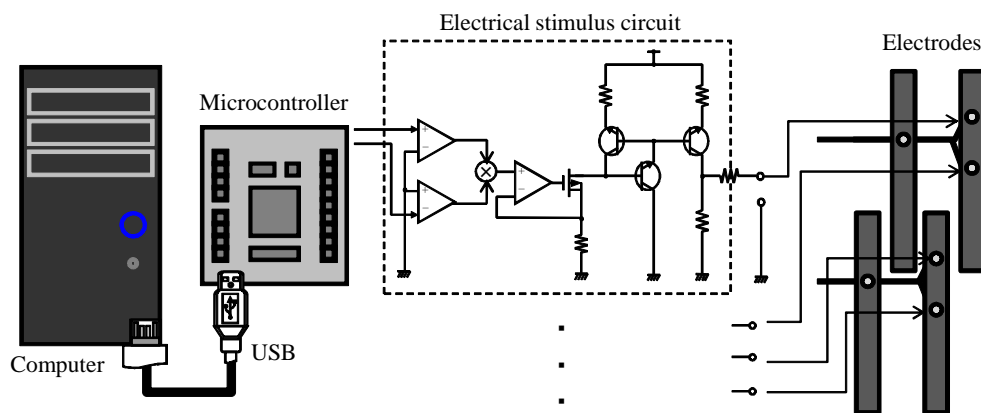 Electrical stimulus circuit
Electrodes
Microcontroller
Computer
USB